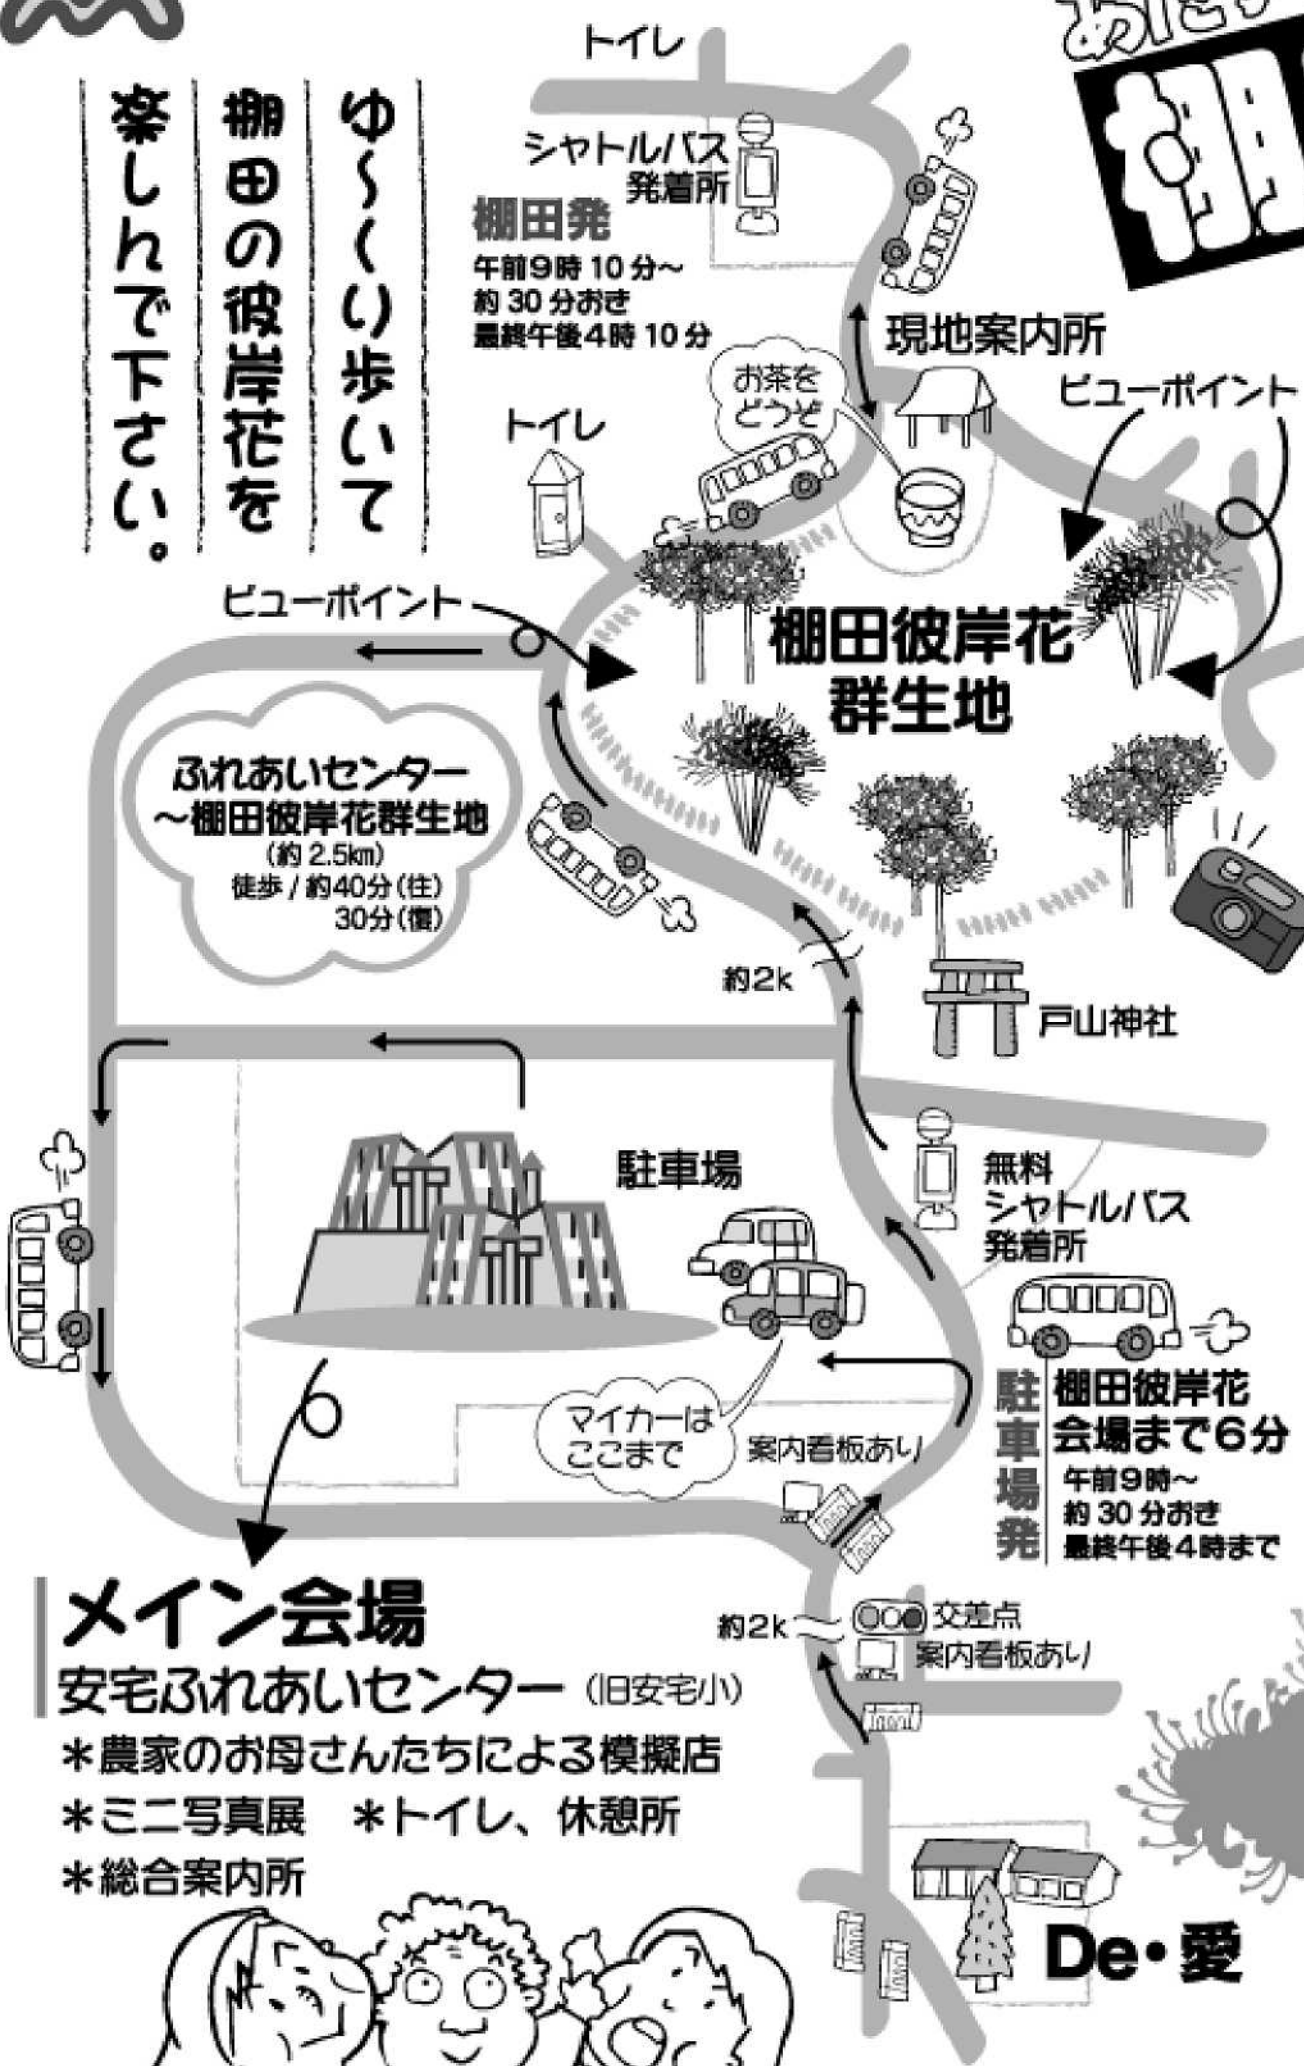 トイレ
棚
ゆ～くり歩いて
棚田の彼岸花を
楽しんで下さい。
シャトルバス
発着所
棚田発
午前9時10分～
約30分おき
最終午後4時10分
現地案内所
お茶を
どうぞ
ビューポイント
トイレ
ビューポイント
棚田彼岸花
群生地
ふれあいセンター
～棚田彼岸花群生地
(約2.5km)
徒歩/約40分(往)
30分(復)
約2k
戸山神社
駐車場
無料
シャトルバス
発着所
マイカーは
ここまで
案内看板あり
駐車場発
棚田彼岸花
会場まで6分
午前9時～
約30分おき
最終午後4時まで
メイン会場
安宅ふれあいセンター（旧安宅小）
＊農家のお母さんたちによる模擬店
＊ミニ写真展　＊トイレ、休憩所
＊総合案内所
約2k
交差点
案内看板あり
De・愛